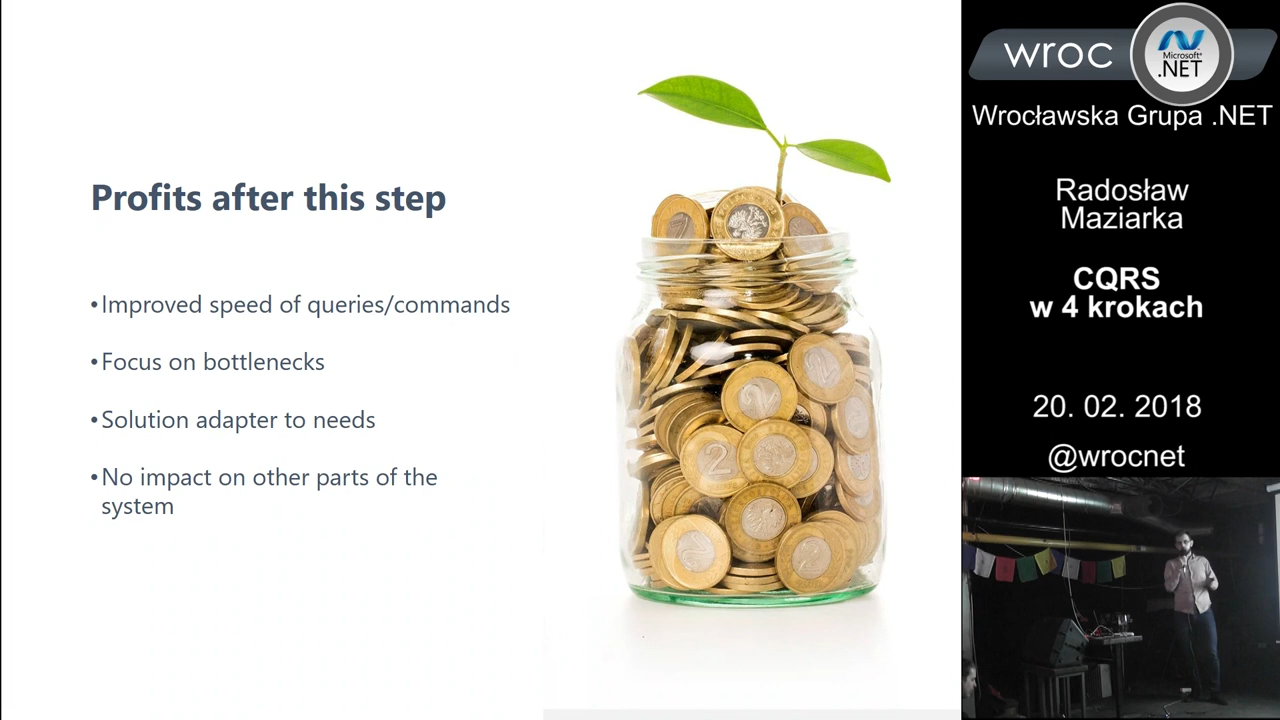 Profits after this step
•Improved speed of queries/commands
•Focus on bottlenecks
•Solution adapter to needs
•No impact on other parts of the
system
2
2
wroc
Microsoft®
.NET
Wrocławska Grupa .NET
Radosław
Maziarka
CQRS
w 4 krokach
20. 02. 2018
@wrocnet